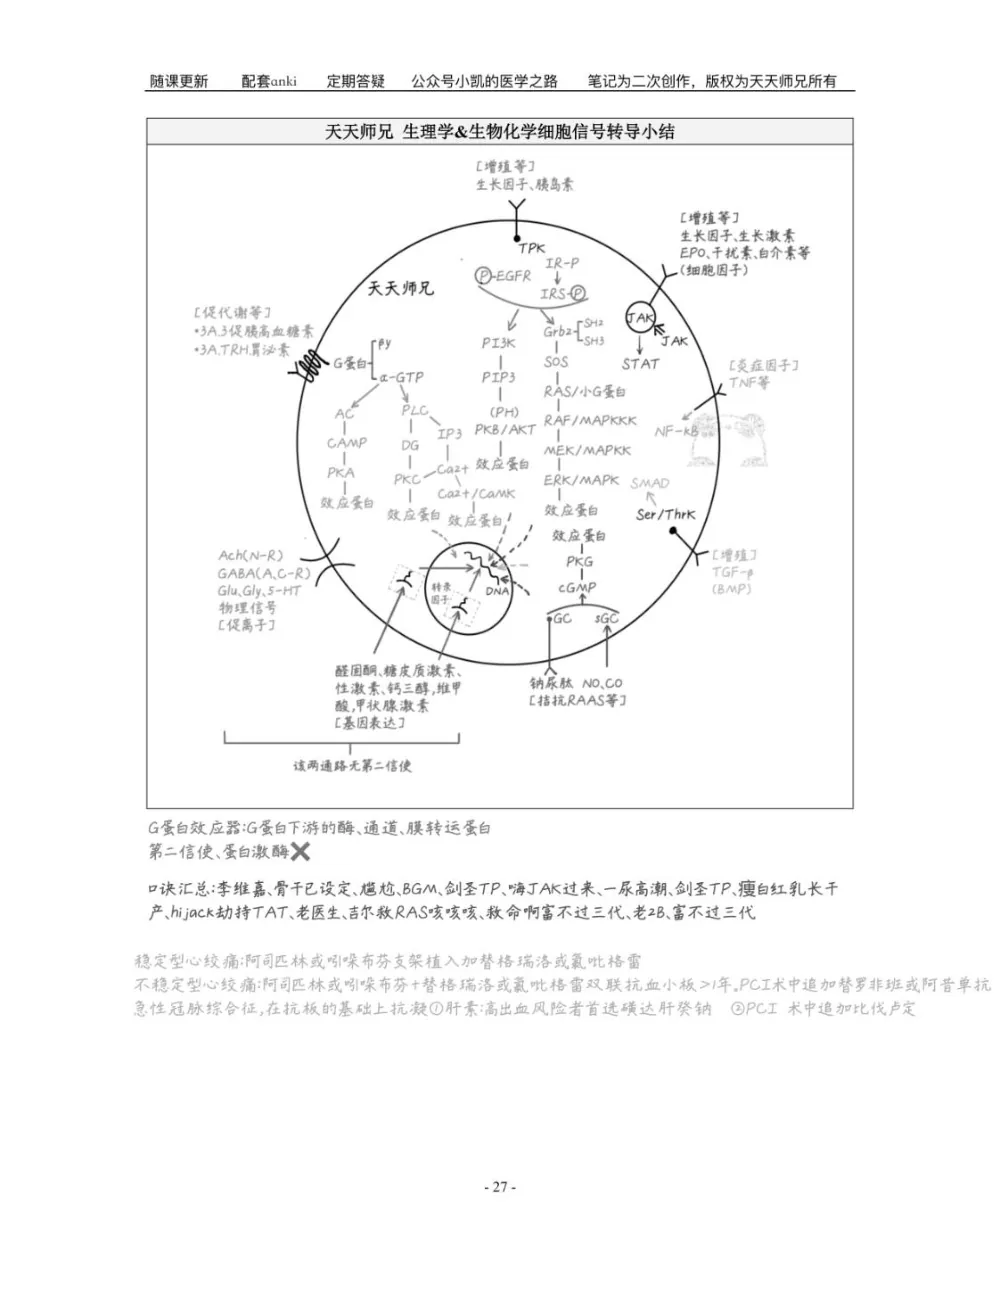 随课更新 配套anki 定期答疑 公众号小凯的医学之路 笔记为二次创作，版权为天天师兄所有
天天师兄 生理学&生物化学细胞信号转导小结
[增殖等]
生长因子、胰岛素
TPK
IR-P
P-EGFR
IRS-P
天天师兄
[增殖等]
生长因子、生长激素
EPO、干扰素、白介素等
(细胞因子)
JAK
JAK
STAT
[促代谢等]
*3A.3促胰高血糖素
*3A.TRH.胃泌素
G蛋白
βγ
α-GTP
AC
CAMP
PKA
效应蛋白
PLC
DG
PKC
效应蛋白
IP3
Ca2+
Ca2+/CaMK
效应蛋白
PI3K
PIP3
(PH)
PKB/AKT
效应蛋白
Grb2
SH2
SH3
SOS
RAS/小G蛋白
RAF/MAPKKK
MEK/MAPKK
ERK/MAPK
效应蛋白
[炎症因子]
TNF等
NF-kB
SMAD
Ser/ThrK
[增殖]
TGF-β
(BMP)
效应蛋白
PKG
cGMP
GC sGC
钠尿肽 NO、CO
[拮抗RAAS等]
Ach(N-R)
GABA(A、C-R)
Glu、Gly、5-HT
物理信号
[促离子]
转录
因子
DNA
醛固酮、糖皮质激素、
性激素、钙三醇,维甲
酸,甲状腺激素
[基因表达]
该两通路无第二信使
G蛋白效应器:G蛋白下游的酶、通道、膜转运蛋白
第二信使、蛋白激酶❌
口诀汇总:李维嘉、骨干已设定、尴尬、BGM、剑圣TP、嗨JAK过来、一尿高潮、剑圣TP、瘦白红乳长干
产、hijack劫持TAT、老医生、吉尔救RAS咳咳咳、救命啊富不过三代、老2B、富不过三代
稳定型心绞痛:阿司匹林或吲哚布芬支架植入加替格瑞洛或氯吡格雷
不稳定型心绞痛:阿司匹林或吲哚布芬+替格瑞洛或氯吡格雷双联抗血小板>1年。PCI术中追加替罗非班或阿昔单抗
急性冠脉综合征,在抗板的基础上抗凝①肝素:高出血风险者首选磺达肝癸钠 ②PCI 术中追加比伐卢定
- 27 -